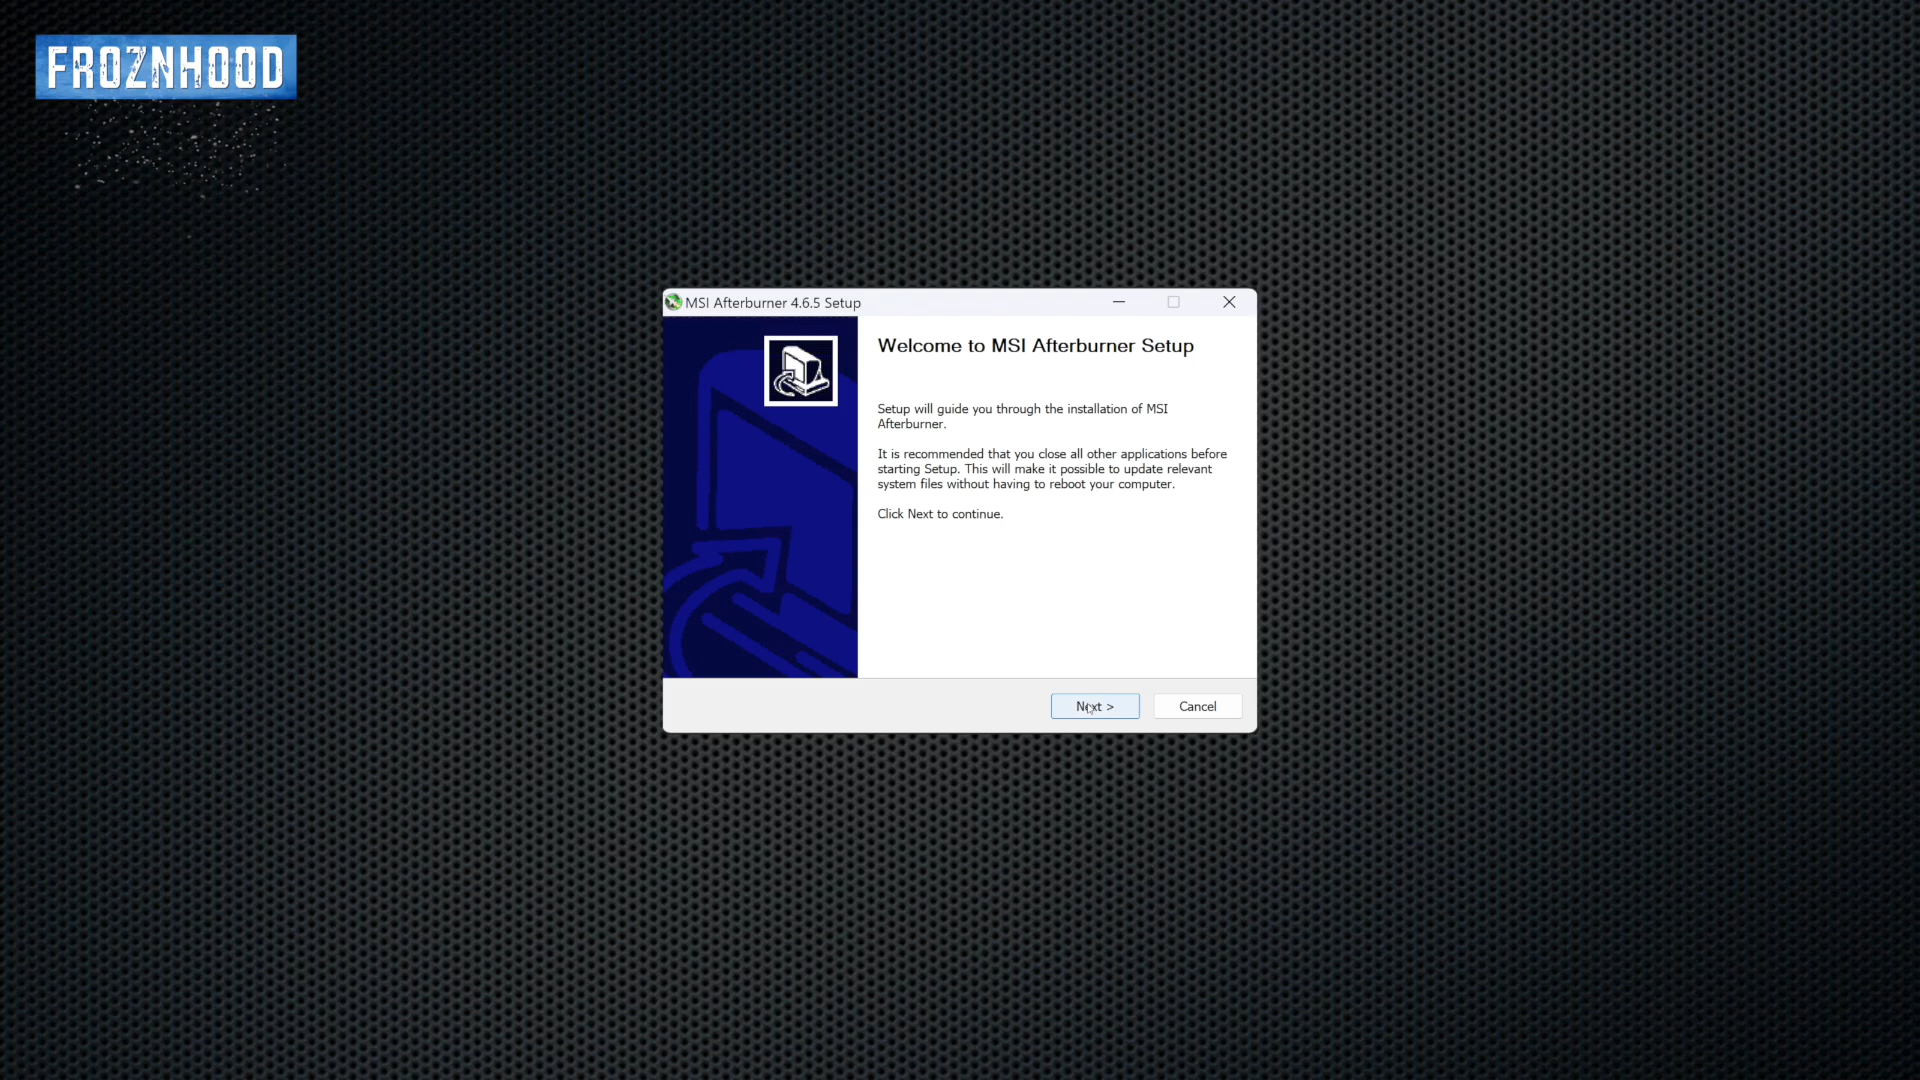 FROZNHOOD
MSI Afterburner 4.6.5 Setup
Welcome to MSI Afterburner Setup
Setup will guide you through the installation of MSI
Afterburner.
It is recommended that you close all other applications before
starting Setup. This will make it possible to update relevant
system files without having to reboot your computer.
Click Next to continue.
Next >
Cancel